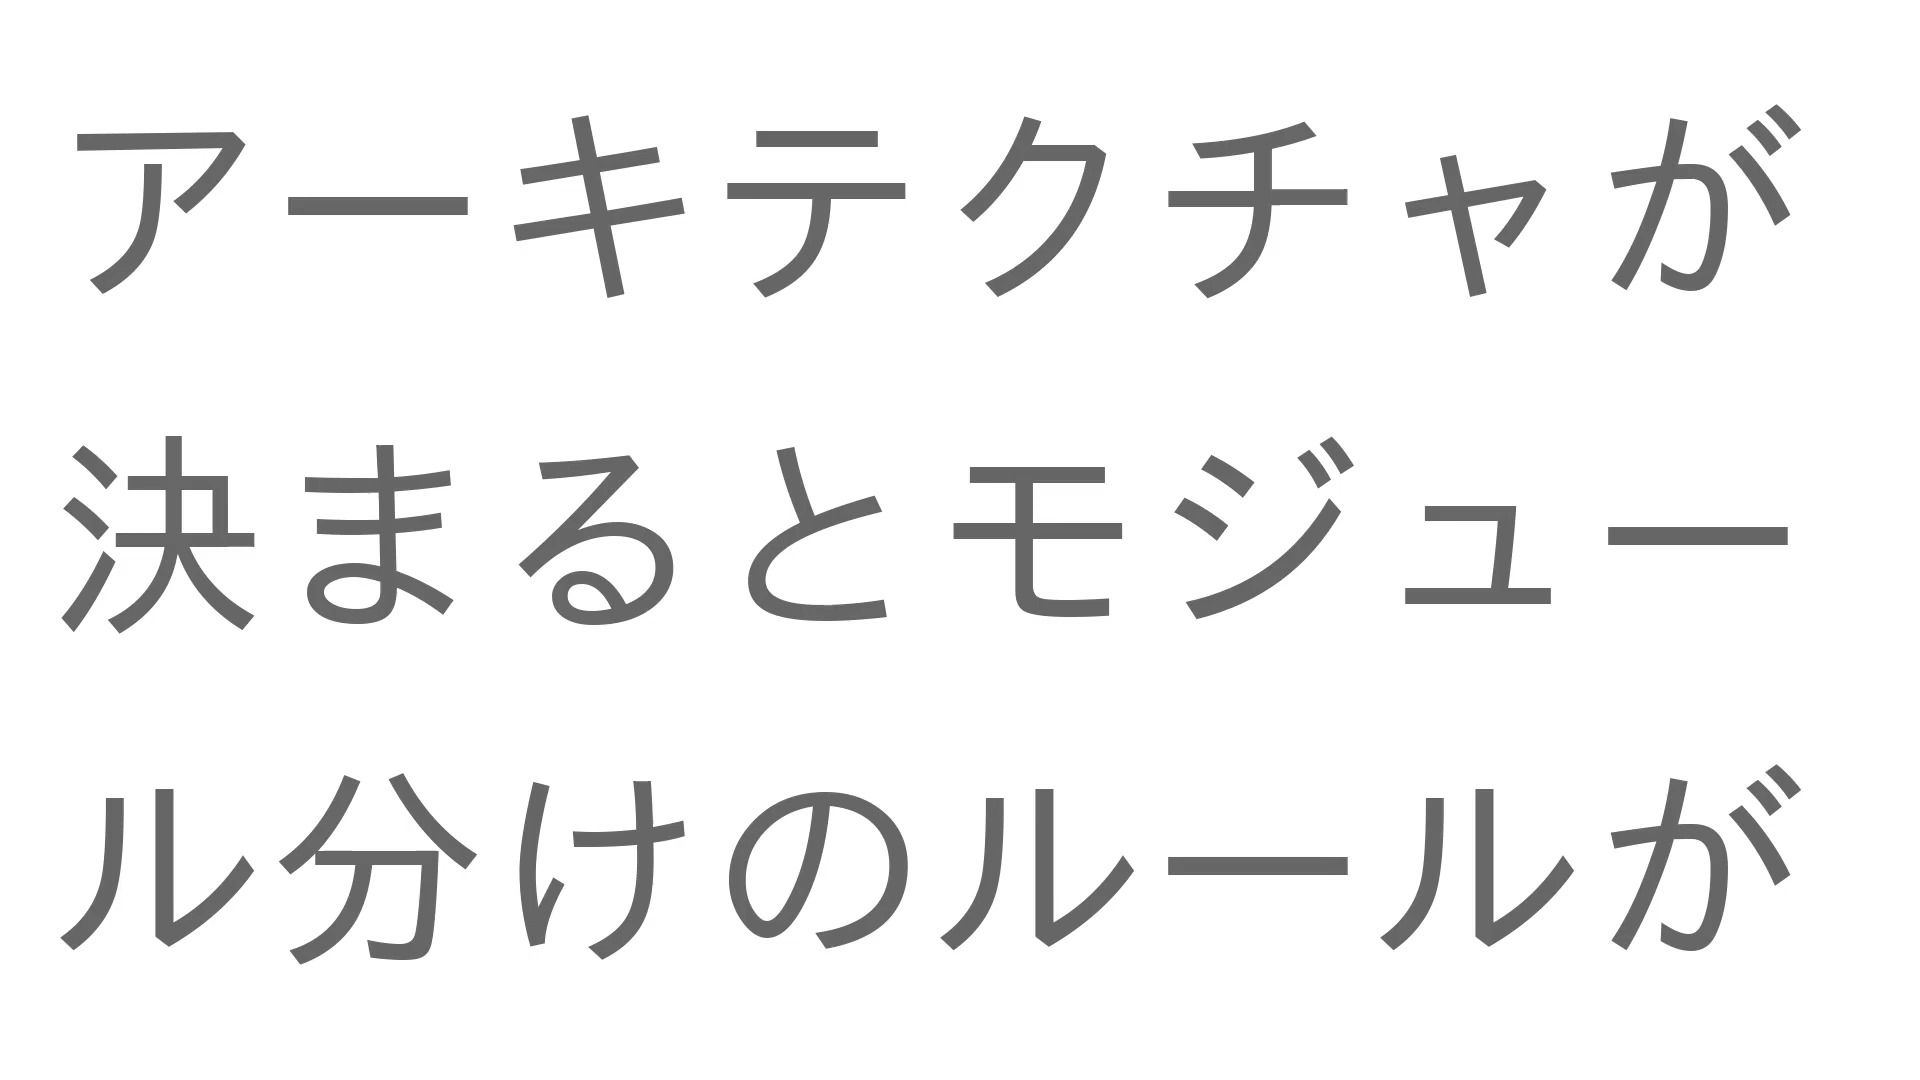 アーキテクチャが
決まるとモジュー
ル分けのルールが